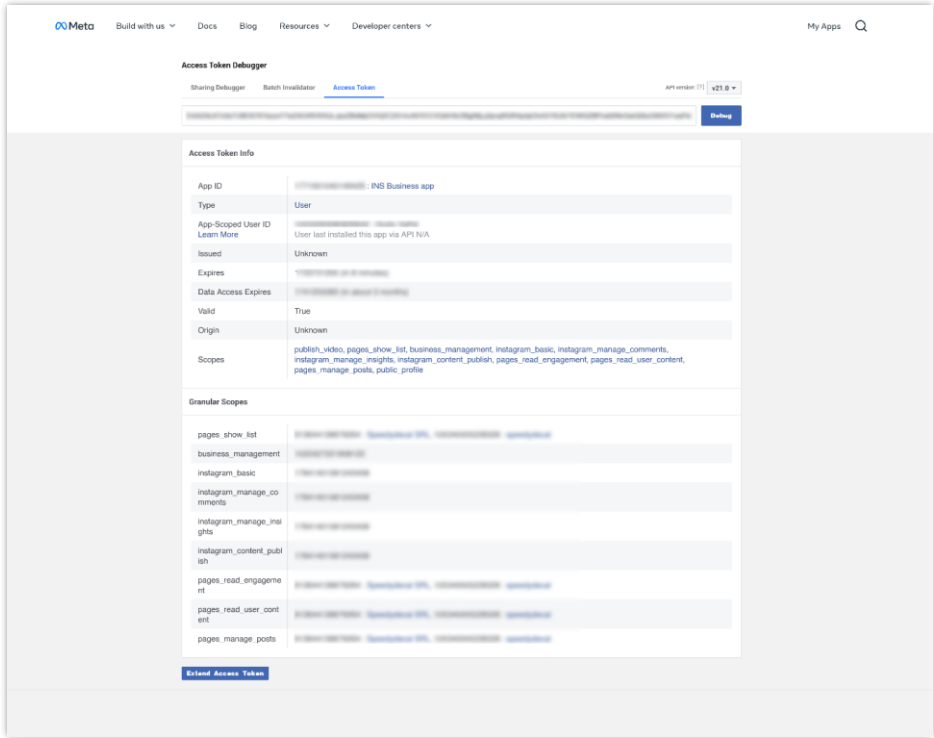 Meta Build with us Docs Blog Resources Developer centers My Apps
Access Token Debugger
Sharing Debugger Batch Invalidator Access Token API version: [?] v21.0
Debug
Access Token Info
App ID : INS Business app
Type User
App-Scoped User ID
Learn More User last installed this app via API N/A
Issued Unknown
Expires
Data Access Expires
Valid True
Origin Unknown
Scopes publish_video, pages_show_list, business_management, instagram_basic, instagram_manage_comments,
instagram_manage_insights, instagram_content_publish, pages_read_engagement, pages_read_user_content,
pages_manage_posts, public_profile
Granular Scopes
pages_show_list
business_management
instagram_basic
instagram_manage_co
mments
instagram_manage_insi
ghts
instagram_content_publ
ish
pages_read_engageme
nt
pages_read_user_cont
ent
pages_manage_posts
Extend Access Token